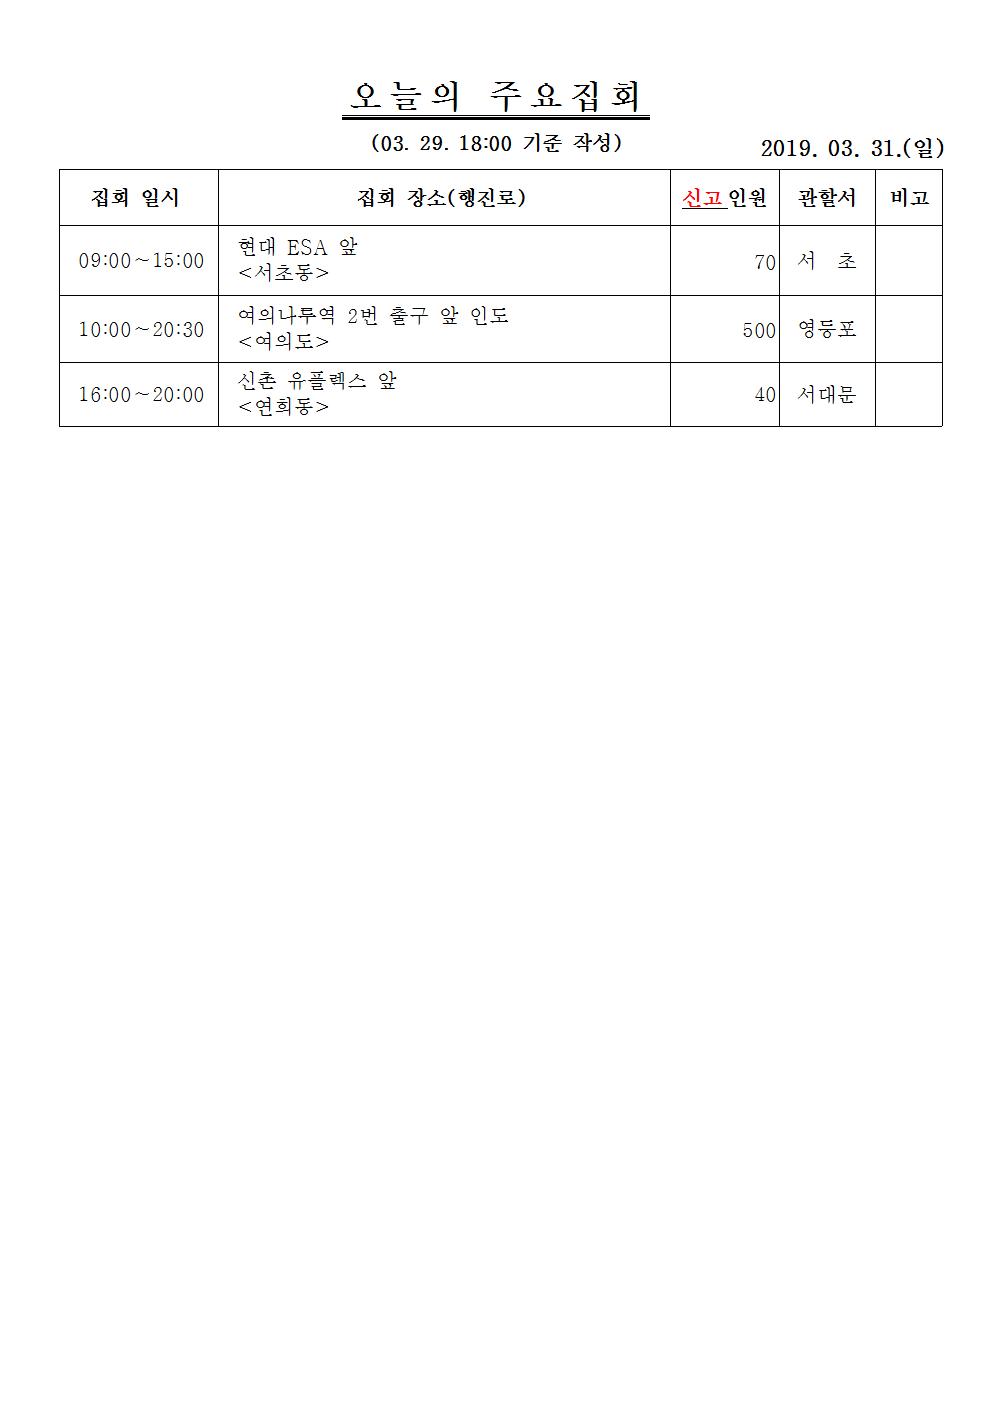 오늘의 주요집회
(03. 29. 18:00 기준 작성)
2019. 03. 31.(일)
집회 일시 집회 장소(행진로) 신고인원 관할서 비고
09:00~15:00 현대 ESA 앞 70 서 초
<서초동>
10:00~20:30 여의나루역 2번 출구 앞 인도 500 영등포
<여의도>
16:00~20:00 신촌 유플렉스 앞 40 서대문
<연희동>